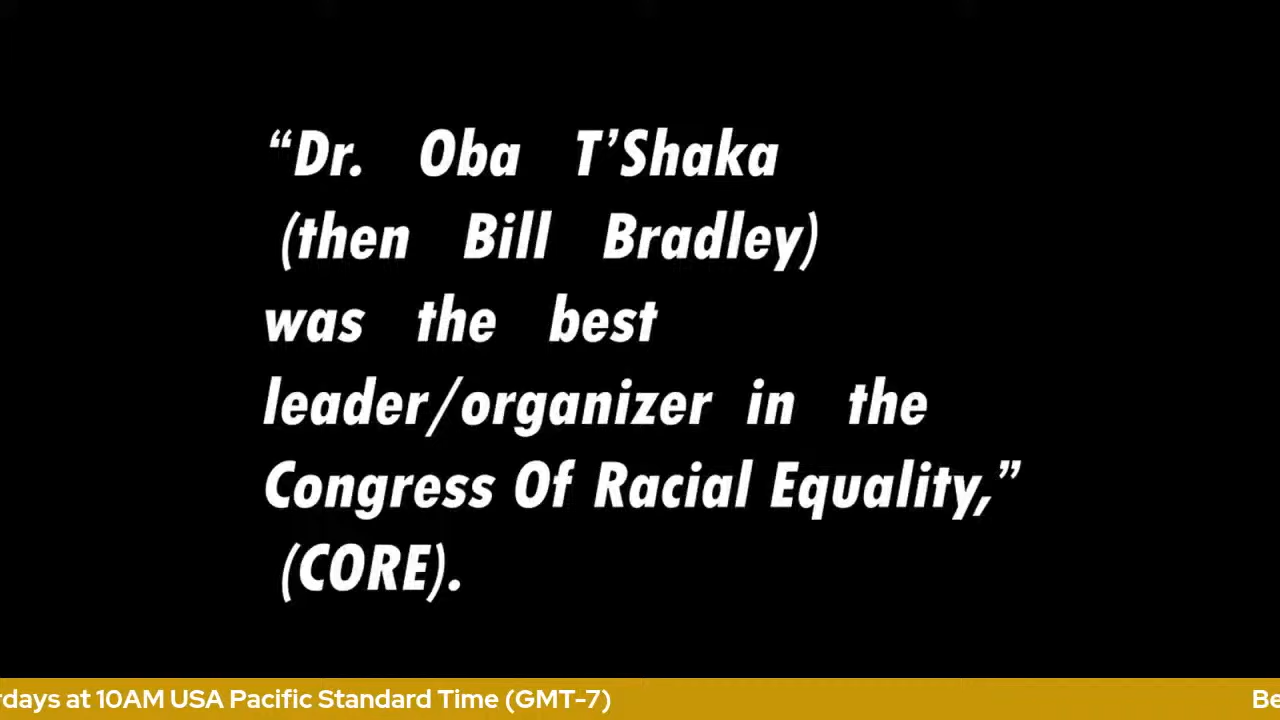 “Dr. Oba T’Shaka
(then Bill Bradley)
was the best
leader/organizer in the
Congress Of Racial Equality,”
(CORE).
rdays at 10AM USA Pacific Standard Time (GMT-7)
Be